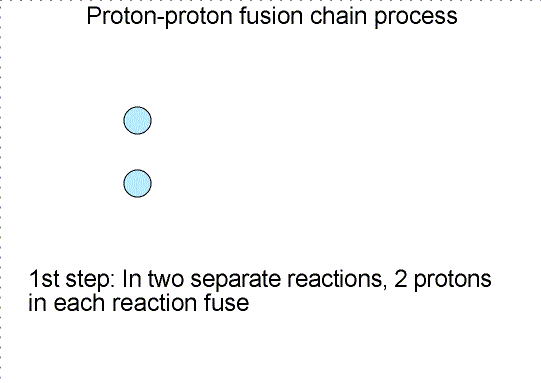 Proton-proton fusion chain process
1st step: In two separate reactions, 2 protons
in each reaction fuse